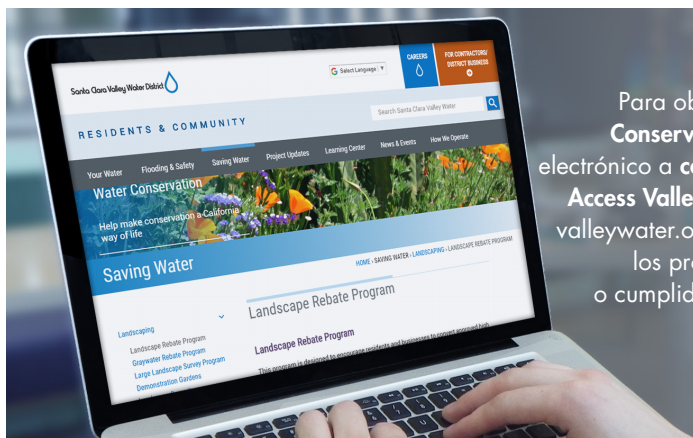 Santa Clara Valley Water District
Select Language
CAREERS
FOR CONTRACTORS/
DISTRICT BUSINESS
RESIDENTS & COMMUNITY
Search Santa Clara Valley Water
Your Water
Flooding & Safety
Saving Water
Project Updates
Learning Center
News & Events
How We Operate
Water Conservation
Help make conservation a California
way of life
Saving Water
HOME › SAVING WATER › LANDSCAPING › LANDSCAPE REBATE PROGRAM
Landscaping
Landscape Rebate Program
Graywater Rebate Program
Large Landscape Survey Program
Demonstration Gardens
Landscape Rebate Program
Landscape Rebate Program
This program is designed to encourage residents and businesses to convert approved high
Para ob
Conserv
electrónico a c
Access Valle
valleywater.o
los pr
o cumplid